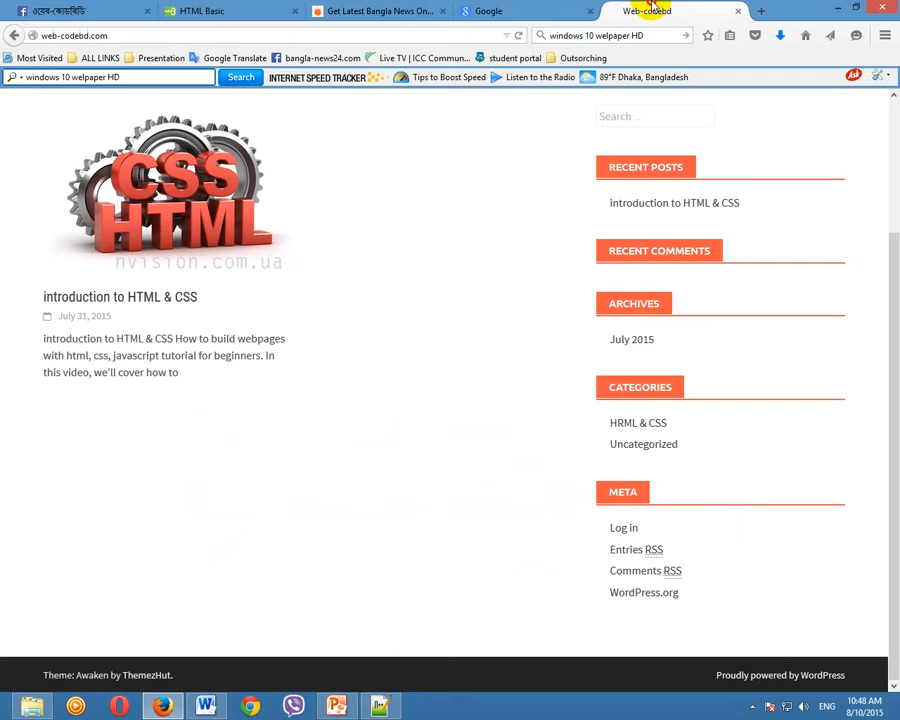 ওয়েব-কোডবিডি
HTML Basic
Get Latest Bangla News On...
Google
Web-codebd
web-codebd.com
windows 10 welpaper HD
Most Visited
ALL LINKS
Presentation
Google Translate
bangla-news24.com
Live TV | ICC Commun...
student portal
Outsorching
windows 10 welpaper HD
Search
INTERNET SPEED TRACKER
Tips to Boost Speed
Listen to the Radio
89°F Dhaka, Bangladesh
Ask
Search ..
CSS
HTML
nvision.com.ua
introduction to HTML & CSS
July 31, 2015
introduction to HTML & CSS How to build webpages
with html, css, javascript tutorial for beginners. In
this video, we'll cover how to
RECENT POSTS
introduction to HTML & CSS
RECENT COMMENTS
ARCHIVES
July 2015
CATEGORIES
HRML & CSS
Uncategorized
META
Log in
Entries RSS
Comments RSS
WordPress.org
Theme: Awaken by ThemezHut.
Proudly powered by WordPress
ENG
10:48 AM
8/10/2015